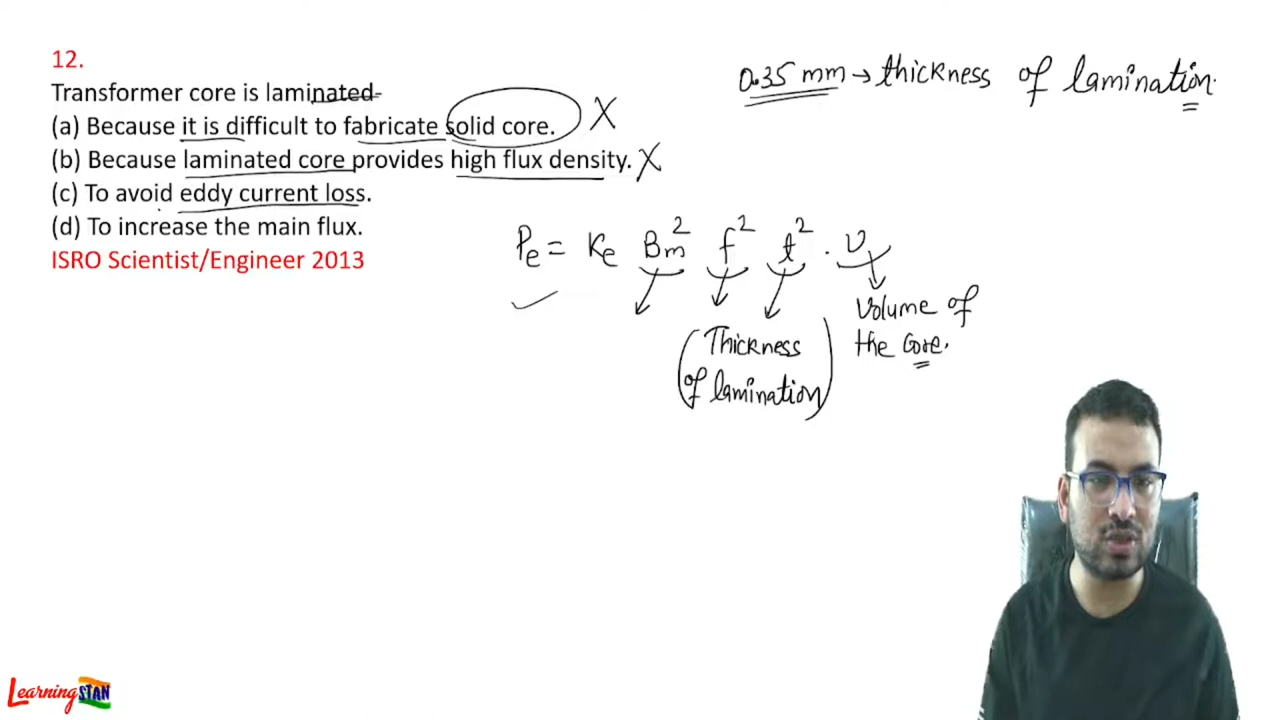 12.
Transformer core is laminated-
(a) Because it is difficult to fabricate solid core. X
(b) Because laminated core provides high flux density. X
(c) To avoid eddy current loss.
(d) To increase the main flux.
ISRO Scientist/Engineer 2013
0.35 mm → thickness of lamination.
Pe = Ke Bm² f² t² . v
(Thickness
of lamination)
Volume of
the Core.
LearningSTAN